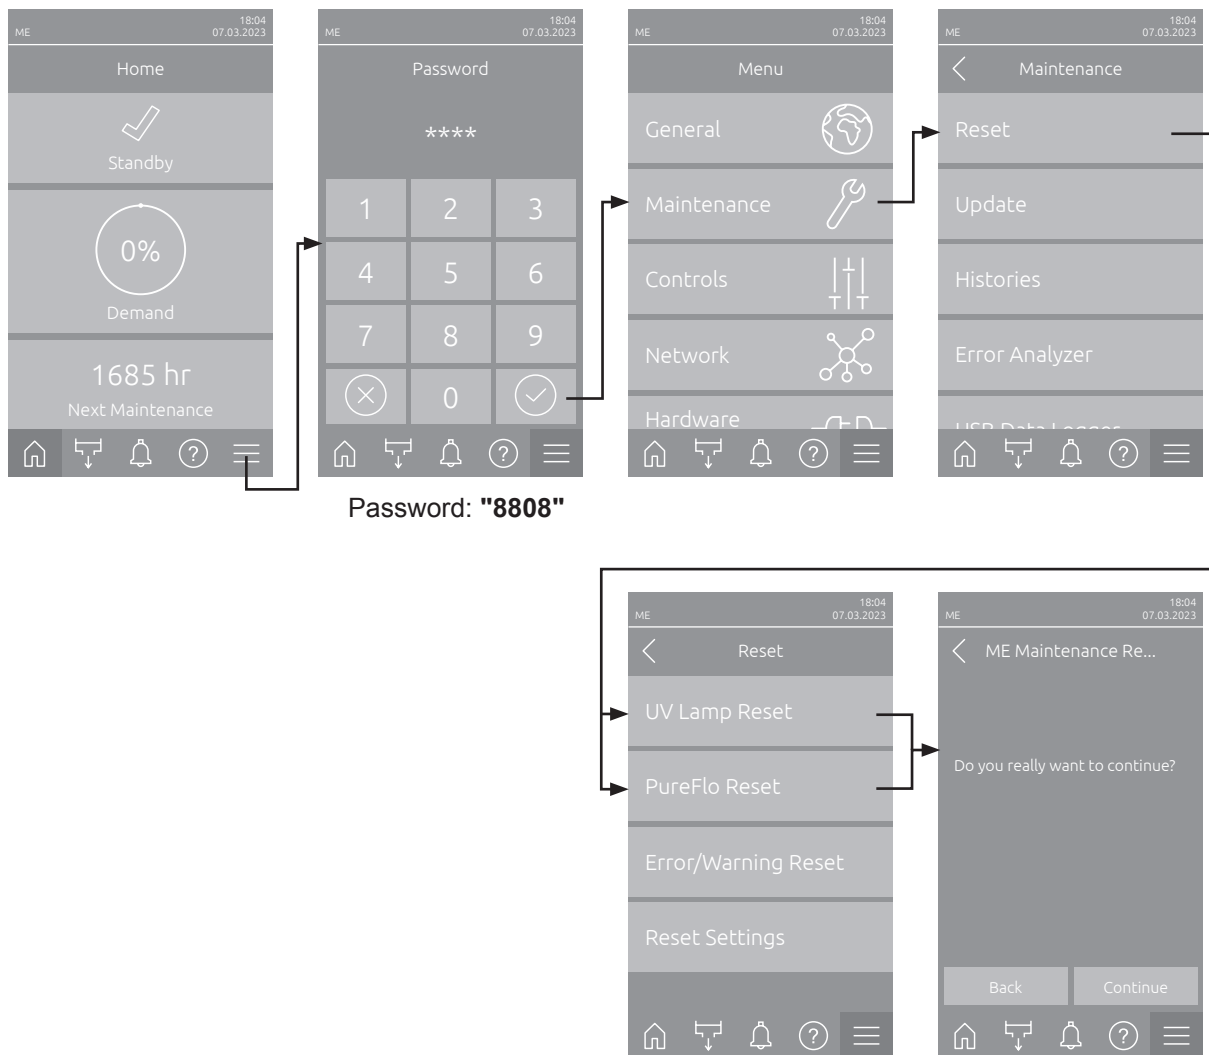 18:04
ME 07.03.2023
Home
Standby
0%
Demand
1685 hr
Next Maintenance
?
18:04
ME 07.03.2023
Password
****
1 2 3
4 5 6
7 8 9
0
?
Password: "8808"
18:04
ME 07.03.2023
Menu
General
Maintenance
Controls
Network
Hardware
?
18:04
ME 07.03.2023
Maintenance
Reset
Update
Histories
Error Analyzer
USB Data Logger
?
18:04
ME 07.03.2023
Reset
UV Lamp Reset
PureFlo Reset
Error/Warning Reset
Reset Settings
?
18:04
ME 07.03.2023
ME Maintenance Re...
Do you really want to continue?
Back Continue
?